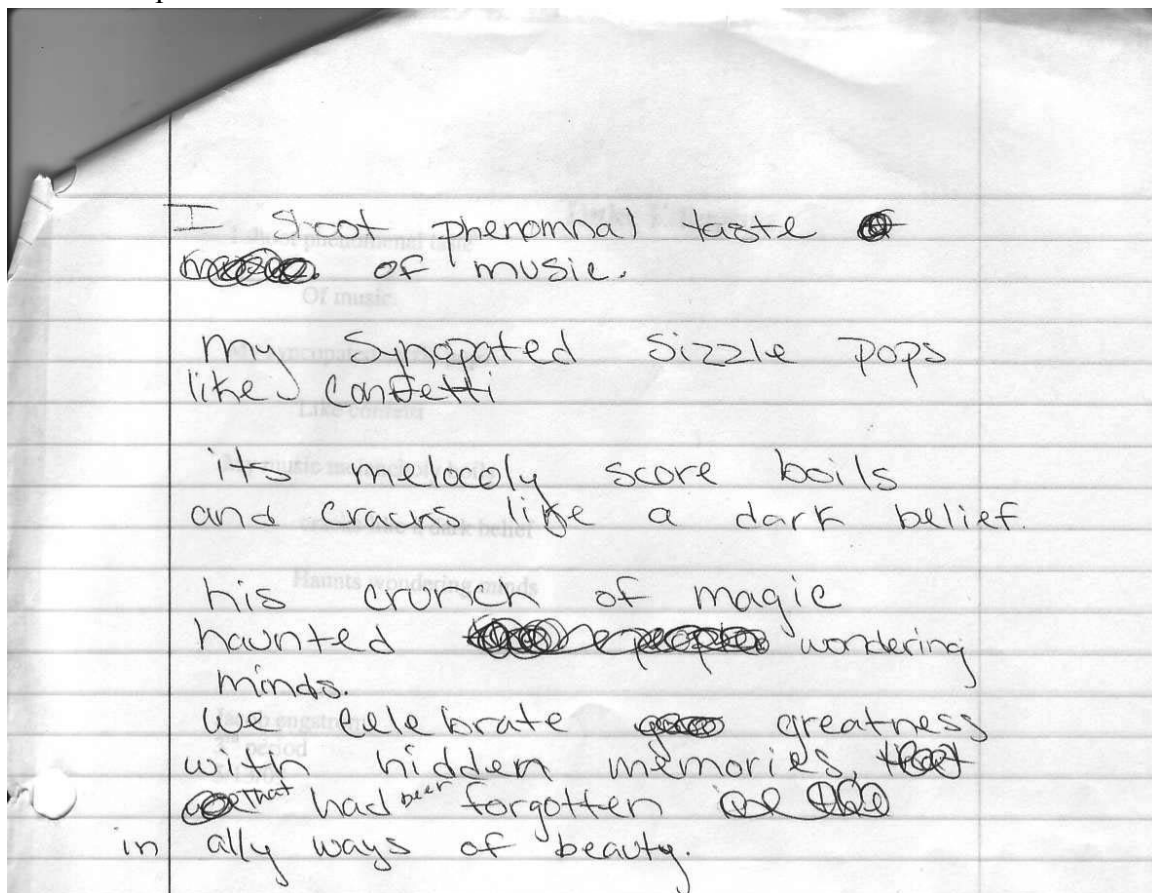 I shoot phenomnal taste
of music.
my Synopated sizzle pops
like confetti
its melocoly score boils
and cracks like a dark belief.
his crunch of magic
haunted wondering
minds.
we celebrate greatness
with hidden memories,
That had been forgotten
in ally ways of beauty.